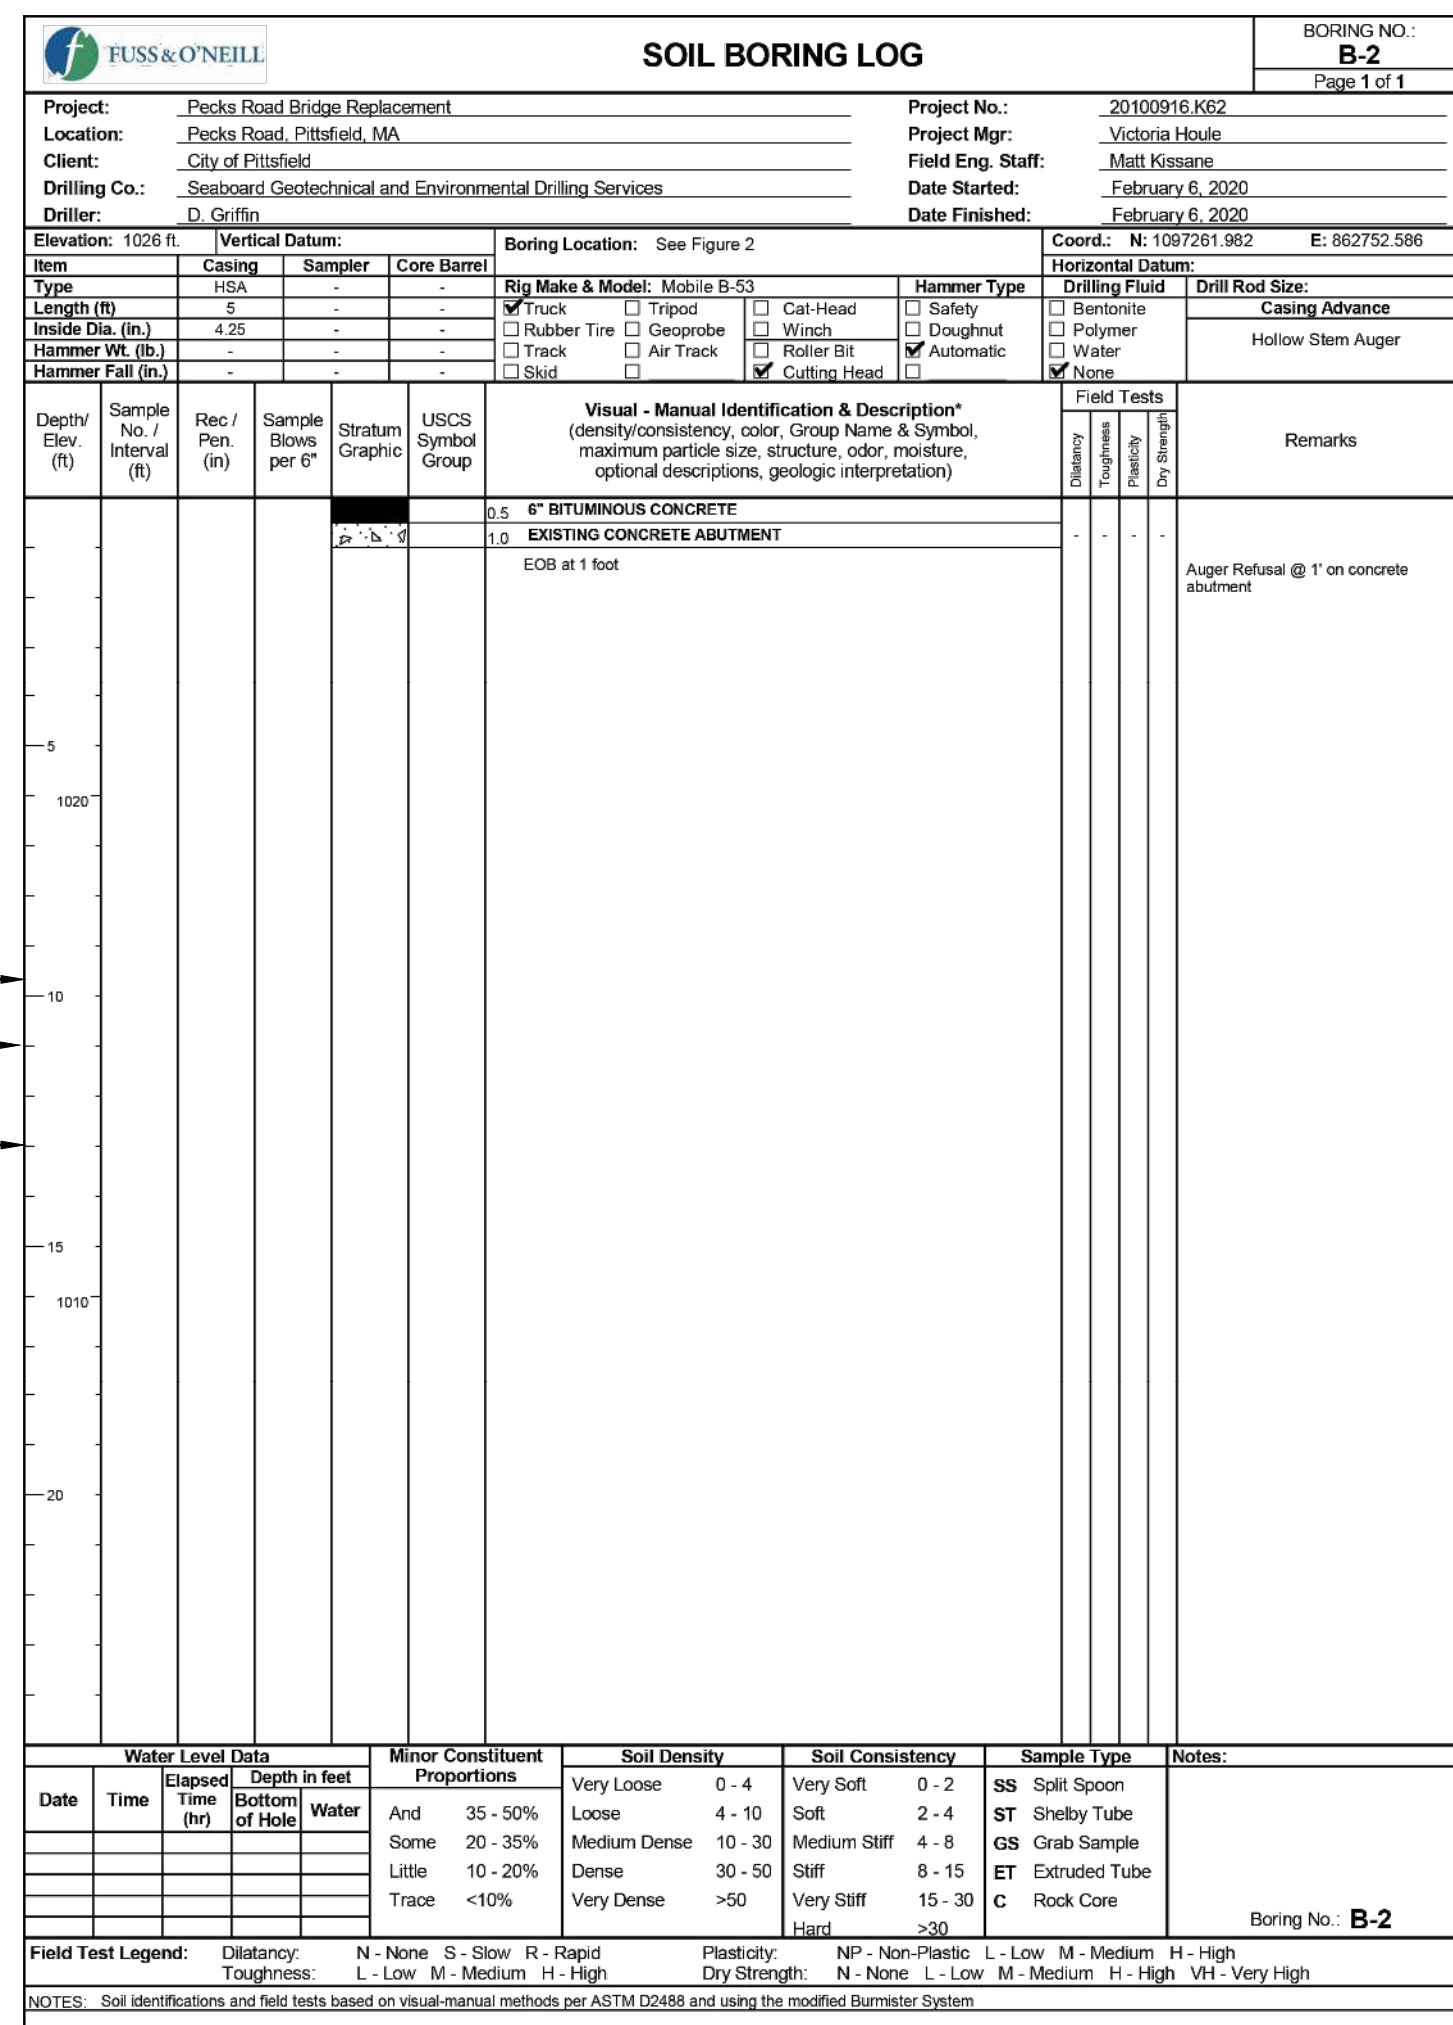 FUSS & O'NEILL
SOIL BORING LOG
BORING NO.:
B-2
Page 1 of 1
Project: Pecks Road Bridge Replacement Project No.: 20100916.K62
Location: Pecks Road, Pittsfield, MA Project Mgr: Victoria Houle
Client: City of Pittsfield Field Eng. Staff: Matt Kissane
Drilling Co.: Seaboard Geotechnical and Environmental Drilling Services Date Started: February 6, 2020
Driller: D. Griffin Date Finished: February 6, 2020
Elevation: 1026 ft. Vertical Datum: Boring Location: See Figure 2 Coord.: N: 1097261.982 E: 862752.586
Item Casing Sampler Core Barrel Horizontal Datum:
Type HSA - - Rig Make & Model: Mobile B-53 Hammer Type Drilling Fluid Drill Rod Size:
Length (ft) 5 - - Truck Tripod Cat-Head Safety Bentonite Casing Advance
Inside Dia. (in.) 4.25 - - Rubber Tire Geoprobe Winch Doughnut Polymer
Hollow Stem Auger
Hammer Wt. (lb.) - - - Track Air Track Roller Bit Automatic Water
Hammer Fall (in.) - - - Skid Cutting Head None
Depth/
Elev.
(ft)
Sample
No. /
Interval
(ft)
Rec /
Pen.
(in)
Sample
Blows
per 6"
Stratum
Graphic
USCS
Symbol
Group
Visual - Manual Identification & Description*
(density/consistency, color, Group Name & Symbol,
maximum particle size, structure, odor, moisture,
optional descriptions, geologic interpretation)
Field Tests
Dilatancy
Toughness
Plasticity
Dry Strength
Remarks
0.5 6" BITUMINOUS CONCRETE
1.0 EXISTING CONCRETE ABUTMENT - - - -
EOB at 1 foot
Auger Refusal @ 1' on concrete
abutment
5
1020
10
15
1010
20
Water Level Data
Date
Time
Elapsed
Time
(hr)
Depth in feet
Bottom
of Hole
Water
Minor Constituent
Proportions
And 35 - 50%
Some 20 - 35%
Little 10 - 20%
Trace <10%
Soil Density
Very Loose 0 - 4
Loose 4 - 10
Medium Dense 10 - 30
Dense 30 - 50
Very Dense >50
Soil Consistency
Very Soft 0 - 2
Soft 2 - 4
Medium Stiff 4 - 8
Stiff 8 - 15
Very Stiff 15 - 30
Hard >30
Sample Type
SS Split Spoon
ST Shelby Tube
GS Grab Sample
ET Extruded Tube
C Rock Core
Notes:
Boring No.: B-2
Field Test Legend: Dilatancy: N - None S - Slow R - Rapid Plasticity: NP - Non-Plastic L - Low M - Medium H - High
Toughness: L - Low M - Medium H - High Dry Strength: N - None L - Low M - Medium H - High VH - Very High
NOTES: Soil identifications and field tests based on visual-manual methods per ASTM D2488 and using the modified Burmister System